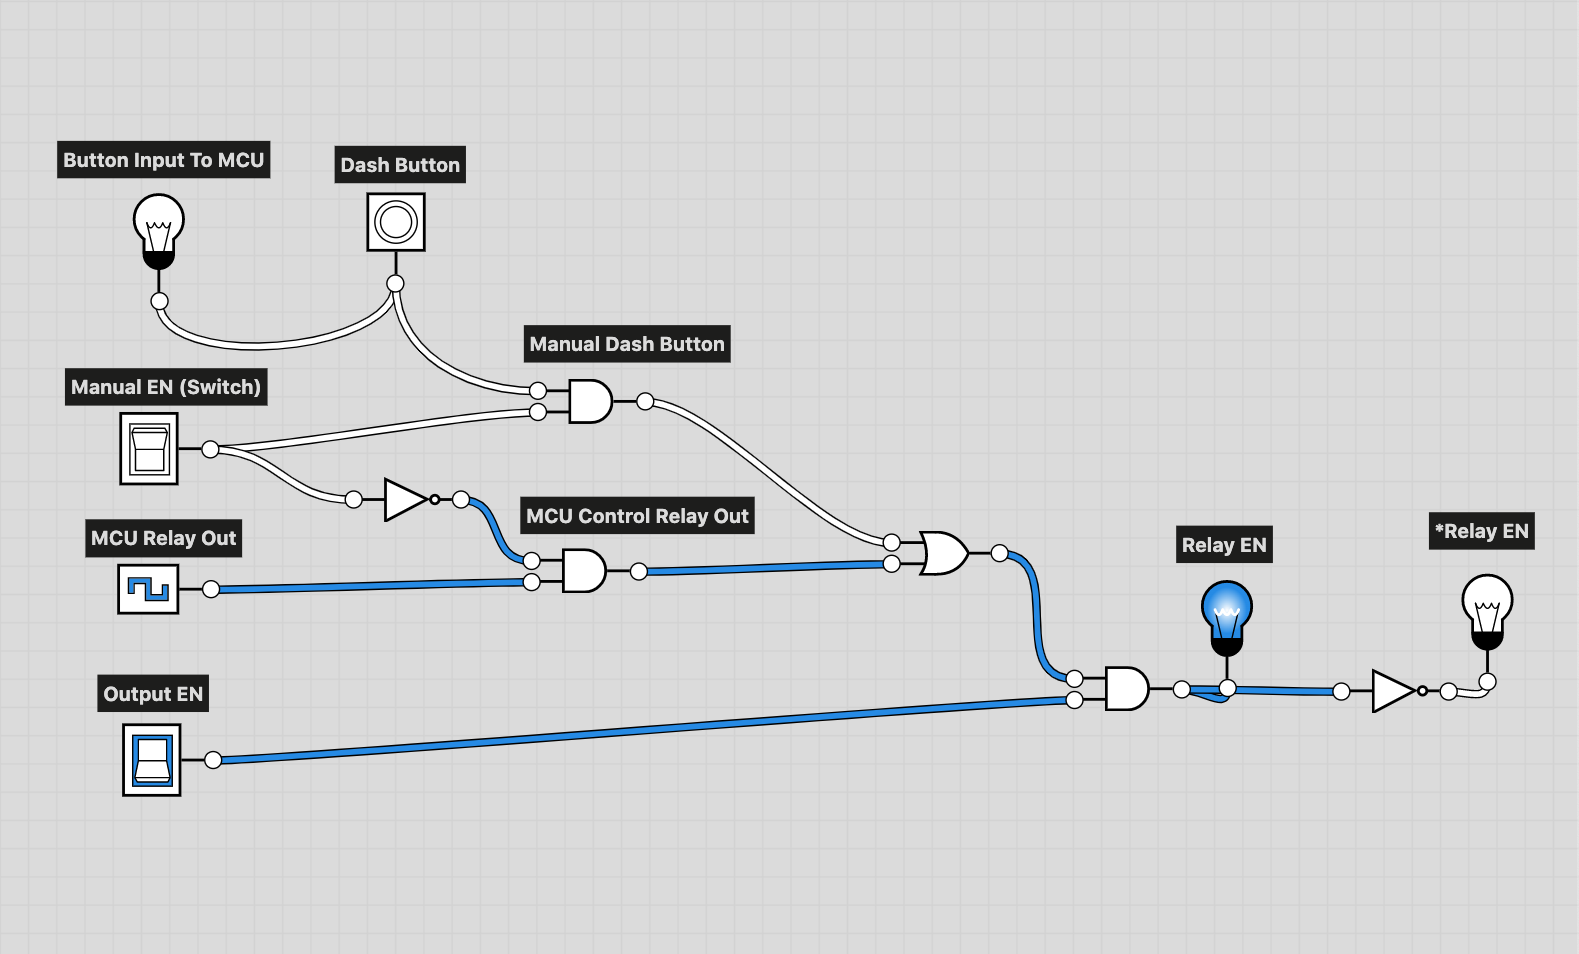 Button Input To MCU
Dash Button
Manual Dash Button
Manual EN (Switch)
MCU Control Relay Out
MCU Relay Out
Relay EN
*Relay EN
Output EN